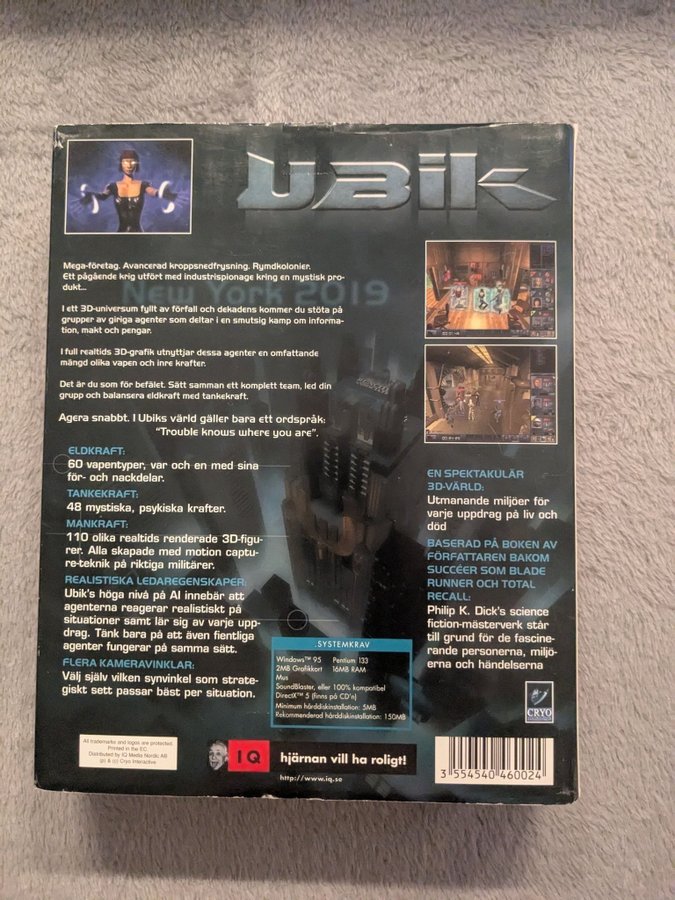 UBik
Mega-företag. Avancerad kroppsnedfrysning. Rymdkolonier.
Ett pågående krig utfört med industrispionage kring en mystisk pro-
dukt...
New York 2019
I ett 3D-universum fyllt av förfall och dekadens kommer du stöta på
grupper av giriga agenter som deltar i en smutsig kamp om informa-
tion, makt och pengar.
I full realtids 3D-grafik utnyttjar dessa agenter en omfattande
mängd olika vapen och inre krafter.
Det är du som för befälet. Sätt samman ett komplett team, led din
grupp och balansera eldkraft med tankekraft.
Agera snabbt. I Ubiks värld gäller bara ett ordspråk:
"Trouble knows where you are".
ELDKRAFT:
60 vapentyper, var och en med sina
för- och nackdelar.
TANKEKRAFT:
48 mystiska, psykiska krafter.
MANKRAFT:
110 olika realtids renderade 3D-figu-
rer. Alla skapade med motion captu-
re-teknik på riktiga militärer.
REALISTISKA LEDAREGENSKAPER:
Ubik's höga nivå på AI innebär att
agenterna reagerar realistiskt på
situationer samt lär sig av varje upp-
drag. Tänk bara på att även fientliga
agenter fungerar på samma sätt.
FLERA KAMERAVINKLAR:
Välj själv vilken synvinkel som strate-
giskt sett passar bäst per situation.
EN SPEKTAKULÄR
3D-VÄRLD:
Utmanande miljöer för
varje uppdrag på liv och
död
BASERAD PÅ BOKEN AV
FÖRFATTAREN BAKOM
SUCCÉER SOM BLADE
RUNNER OCH TOTAL
RECALL:
Philip K. Dick's science
fiction-mästerverk står
till grund för de fascine-
rande personerna, miljö-
erna och händelserna
.SYSTEMKRAV
Windows™ 95 Pentium 133
2MB Grafikkort 16MB RAM
Mus
SoundBlaster, eller 100% kompatibel
DirectX™ 5 (finns på CD'n)
Minimum hårddiskinstallation: 5MB
Rekommenderad hårddiskinstallation: 150MB
CRYO
All trademarks and logos are protected.
Printed in the EC.
Distributed by IQ Media Nordic AB
(p) & (c) Cryo Interactive
IQ
hjärnan vill ha roligt!
http://www.iq.se
3 554540 460024